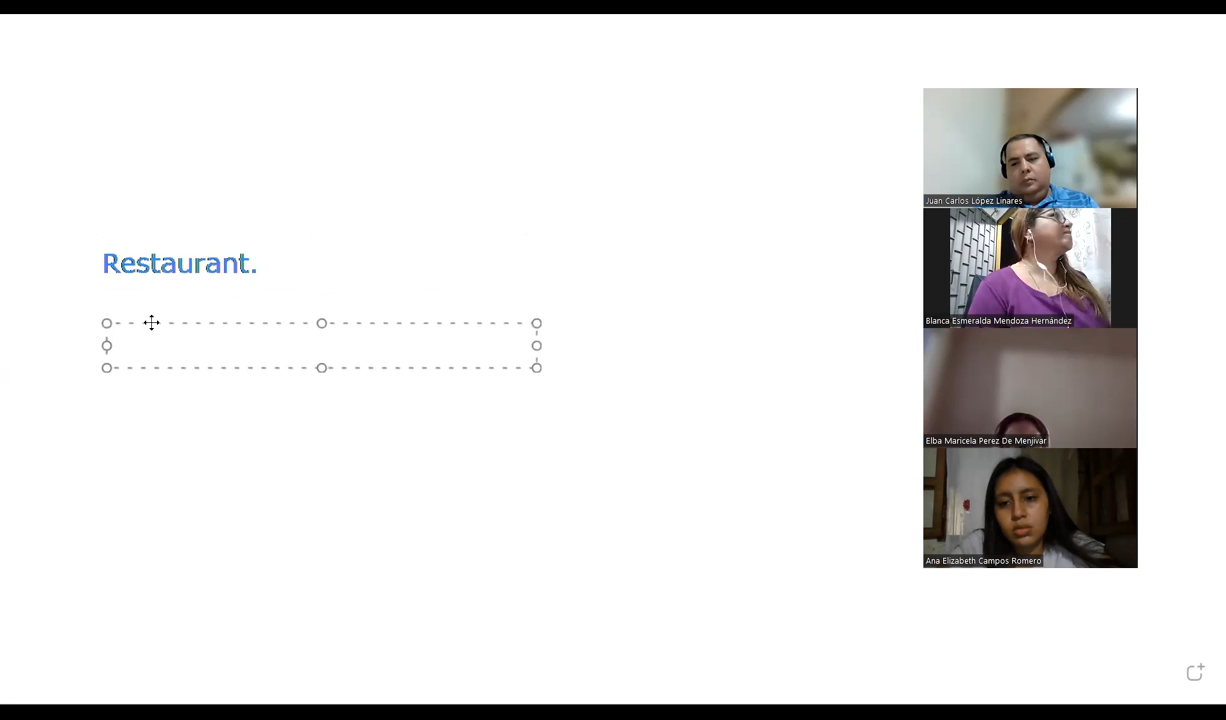 Restaurant.
Juan Carlos López Linares
Blanca Esmeralda Mendoza Hernández
Elba Maricela Perez De Menjivar
Ana Elizabeth Campos Romero